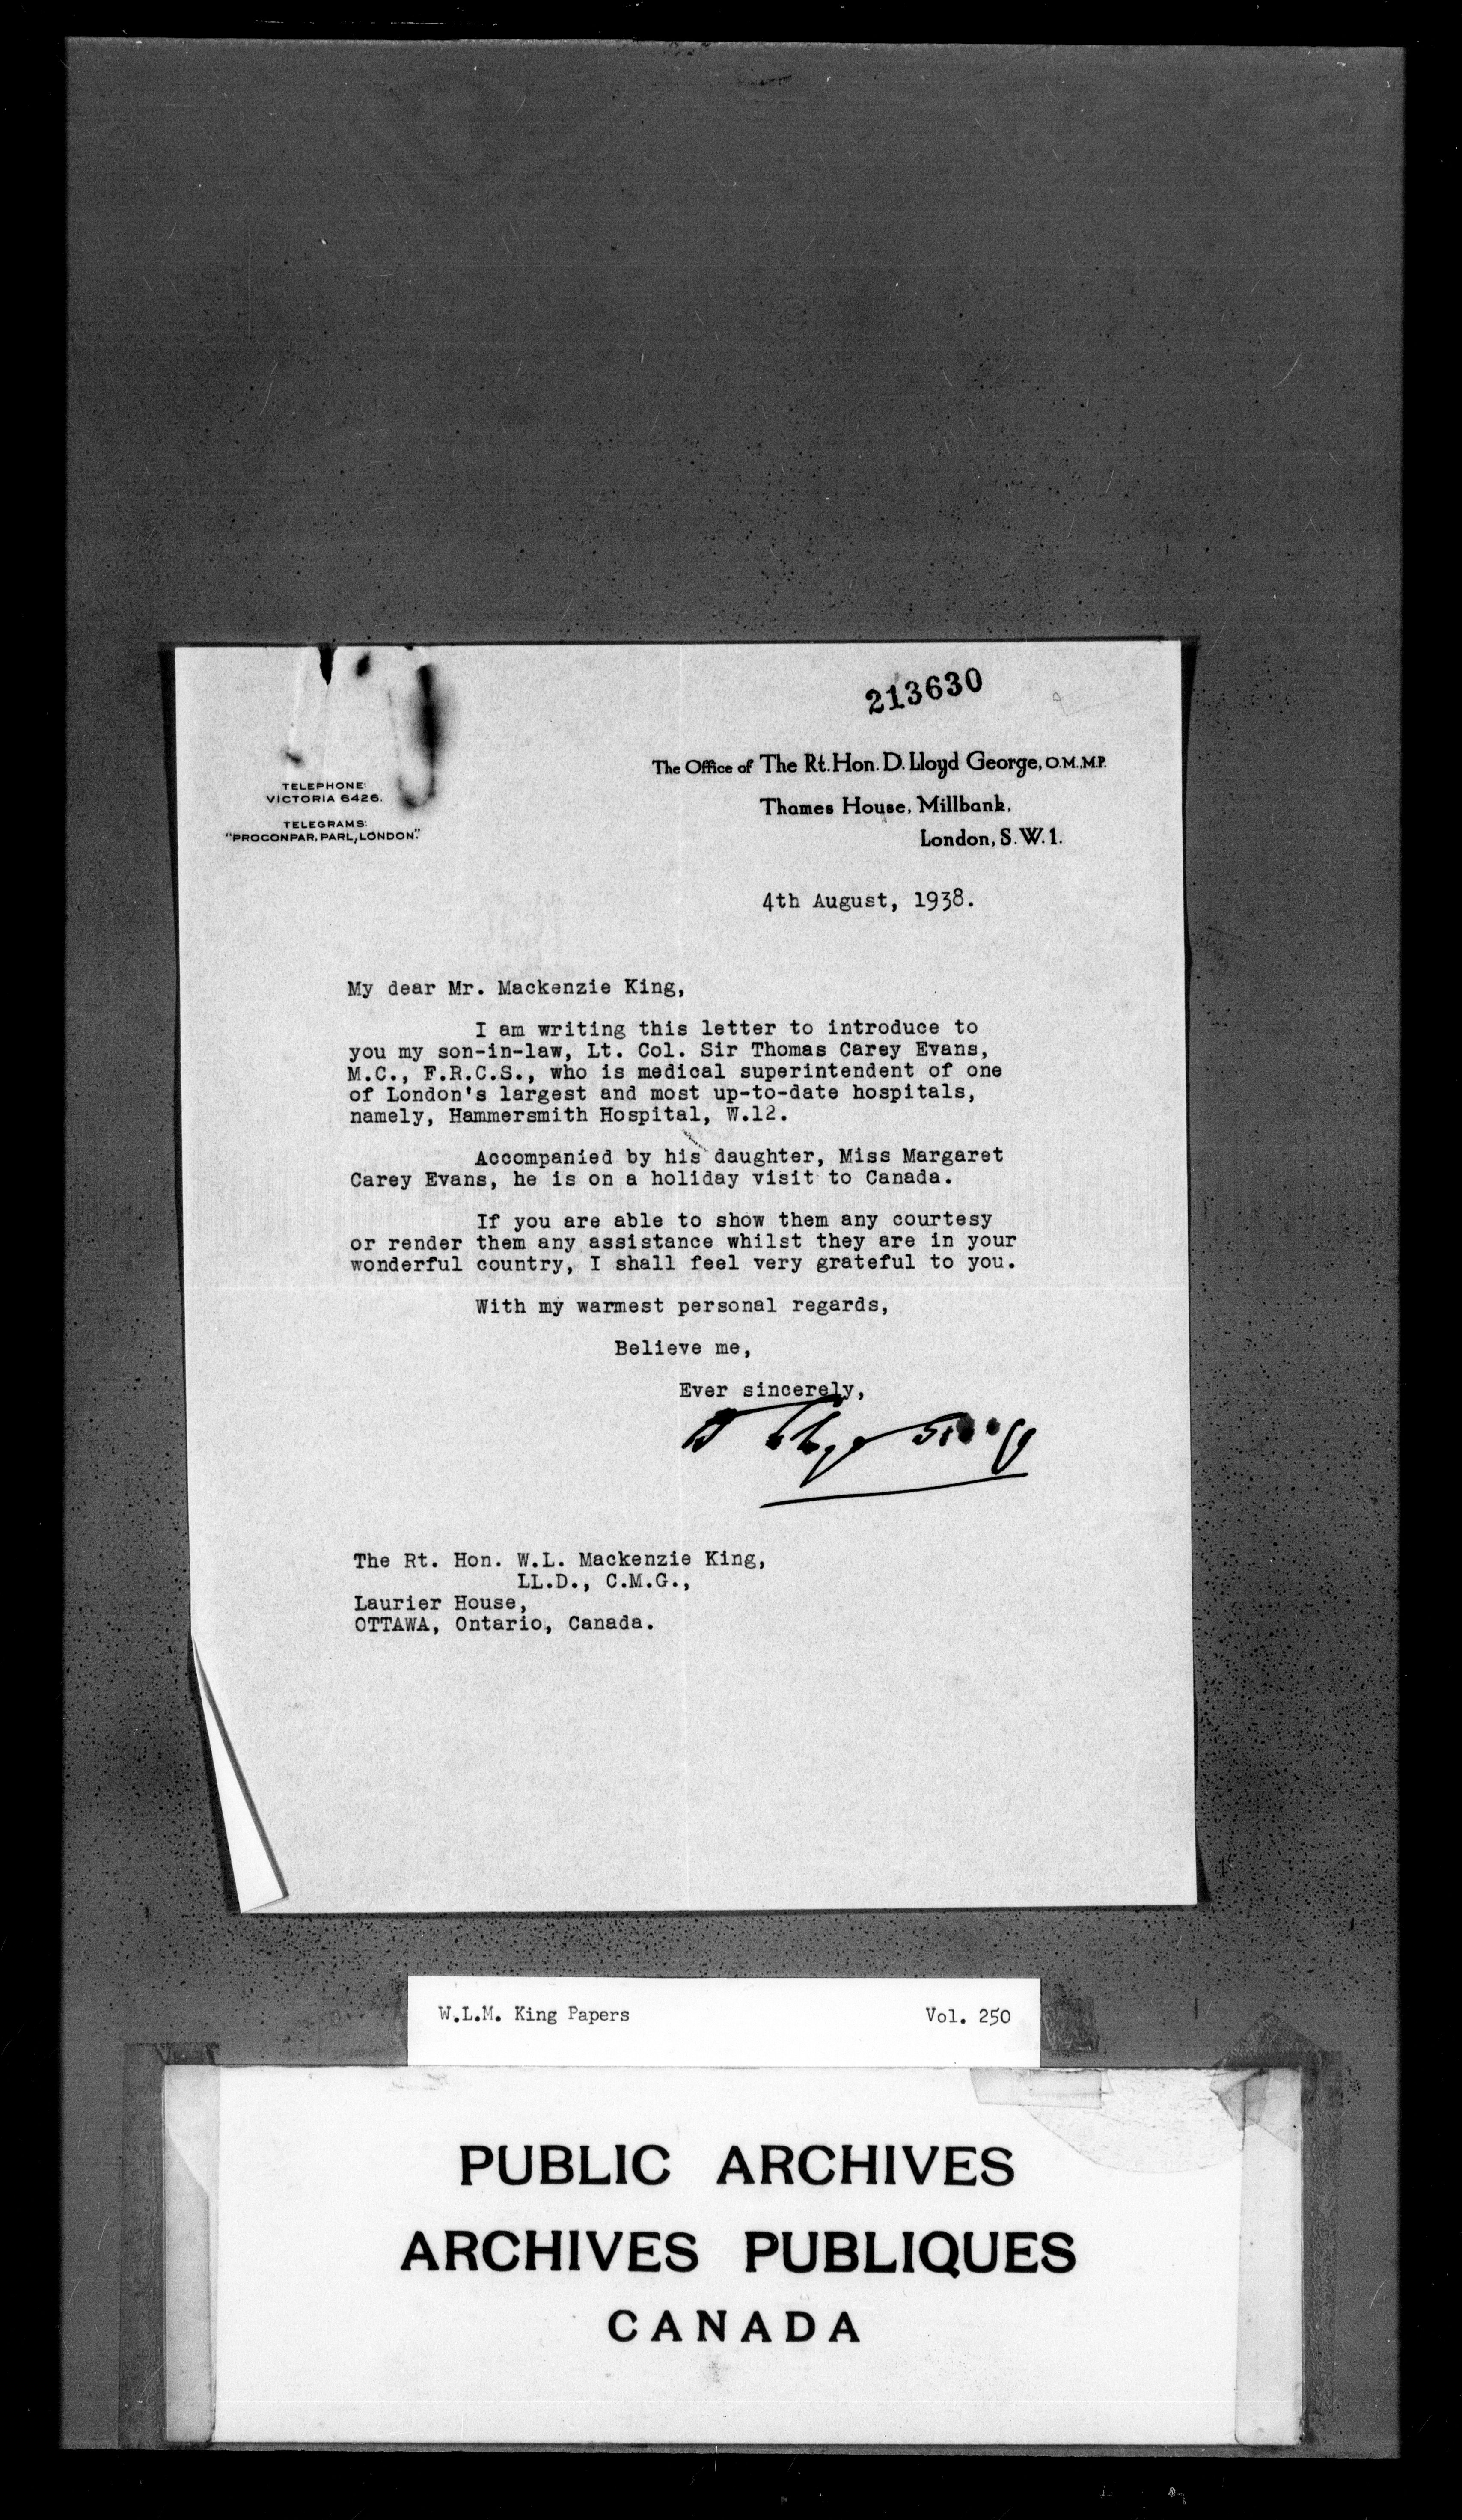 213630
The Office of The Rt. Hon. D. Lloyd George, O.M., M.P.
Thames House, Millbank,
London, S.W.1.
TELEPHONE:
VICTORIA 6426.
TELEGRAMS:
"PROCONPAR, PARL, LONDON."
4th August, 1938.
My dear Mr. Mackenzie King,
I am writing this letter to introduce to
you my son-in-law, Lt. Col. Sir Thomas Carey Evans,
M.C., F.R.C.S., who is medical superintendent of one
of London's largest and most up-to-date hospitals,
namely, Hammersmith Hospital, W.12.
Accompanied by his daughter, Miss Margaret
Carey Evans, he is on a holiday visit to Canada.
If you are able to show them any courtesy
or render them any assistance whilst they are in your
wonderful country, I shall feel very grateful to you.
With my warmest personal regards,
Believe me,
Ever sincerely,
D Lloyd George
The Rt. Hon. W.L. Mackenzie King,
LL.D., C.M.G.,
Laurier House,
OTTAWA, Ontario, Canada.
W.L.M. King Papers Vol. 250
PUBLIC ARCHIVES
ARCHIVES PUBLIQUES
CANADA